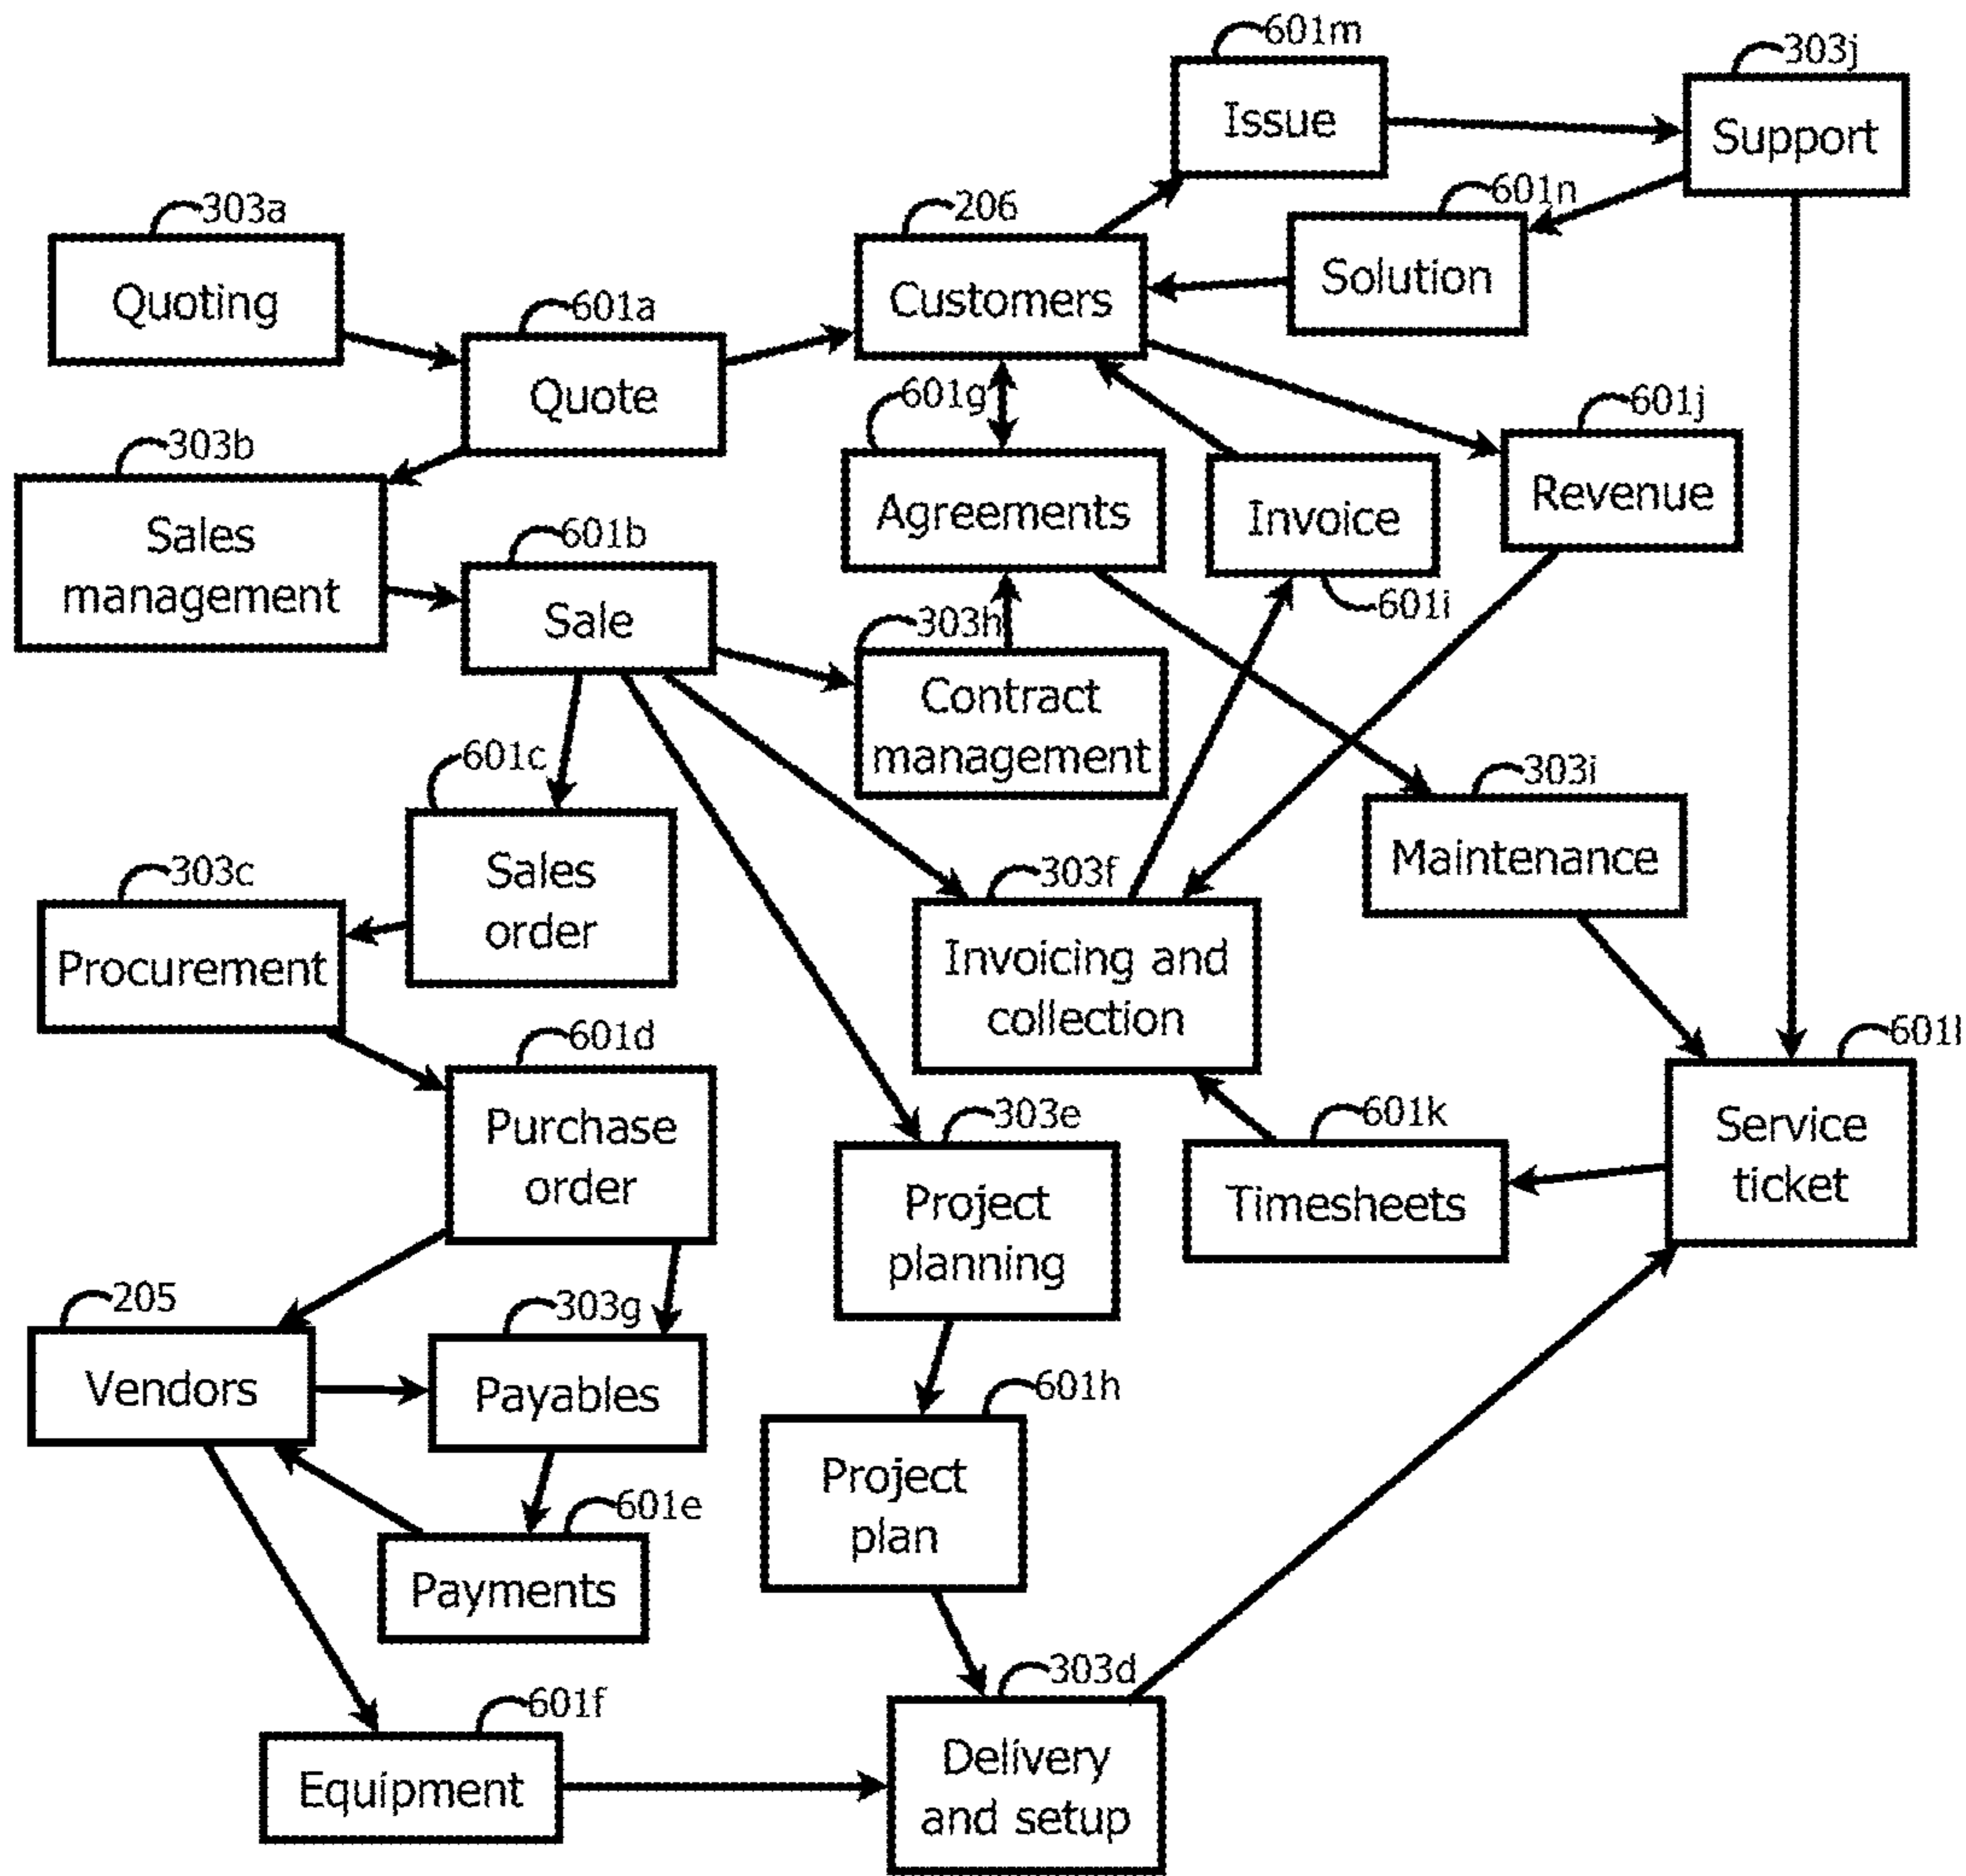 601m
303j
Issue
Support
303a
206
601n
Quoting
601a
Customers
Solution
Quote
601g
601j
303b
Agreements
Invoice
Revenue
Sales
management
601b
601i
Sale
303h
Contract
management
601c
303i
Sales
order
Maintenance
303c
303f
Procurement
Invoicing and
collection
601d
601l
Purchase
order
303e
601k
Service
ticket
Project
planning
Timesheets
205
303g
Vendors
Payables
601h
Project
plan
601e
Payments
303d
601f
Equipment
Delivery
and setup